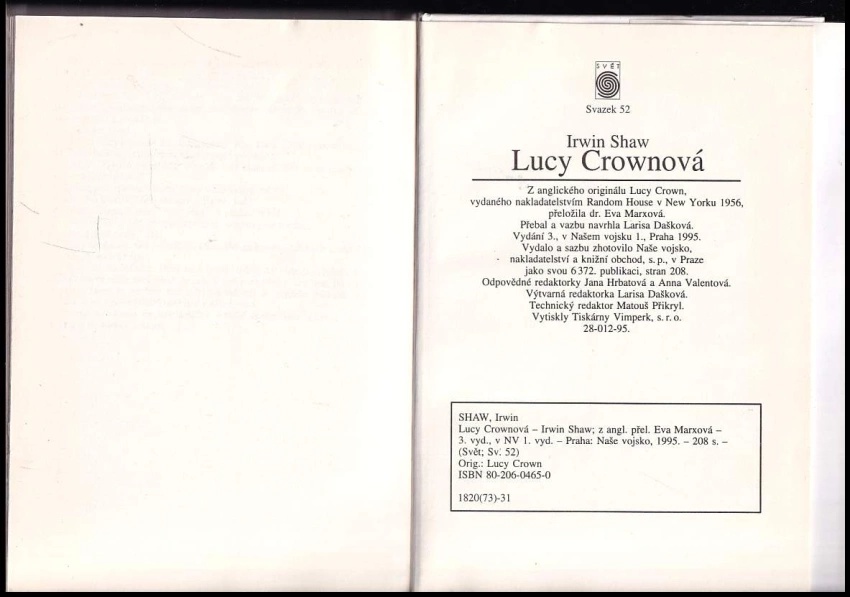 SVĚT
Svazek 52
Irwin Shaw
Lucy Crownová
Z anglického originálu Lucy Crown,
vydaného nakladatelstvím Random House v New Yorku 1956,
přeložila dr. Eva Marxová.
Přebal a vazbu navrhla Larisa Dašková.
Vydání 3., v Našem vojsku 1., Praha 1995.
Vydalo a sazbu zhotovilo Naše vojsko,
nakladatelství a knižní obchod, s. p., v Praze
jako svou 6 372. publikaci, stran 208.
Odpovědné redaktorky Jana Hrbatová a Anna Valentová.
Výtvarná redaktorka Larisa Dašková.
Technický redaktor Matouš Přikryl.
Vytiskly Tiskárny Vimperk, s. r. o.
28-012-95.
SHAW, Irwin
Lucy Crownová – Irwin Shaw; z angl. přel. Eva Marxová –
3. vyd., v NV 1. vyd. – Praha: Naše vojsko, 1995. – 208 s. –
(Svět; Sv. 52)
Orig.: Lucy Crown
ISBN 80-206-0465-0
1820(73)-31